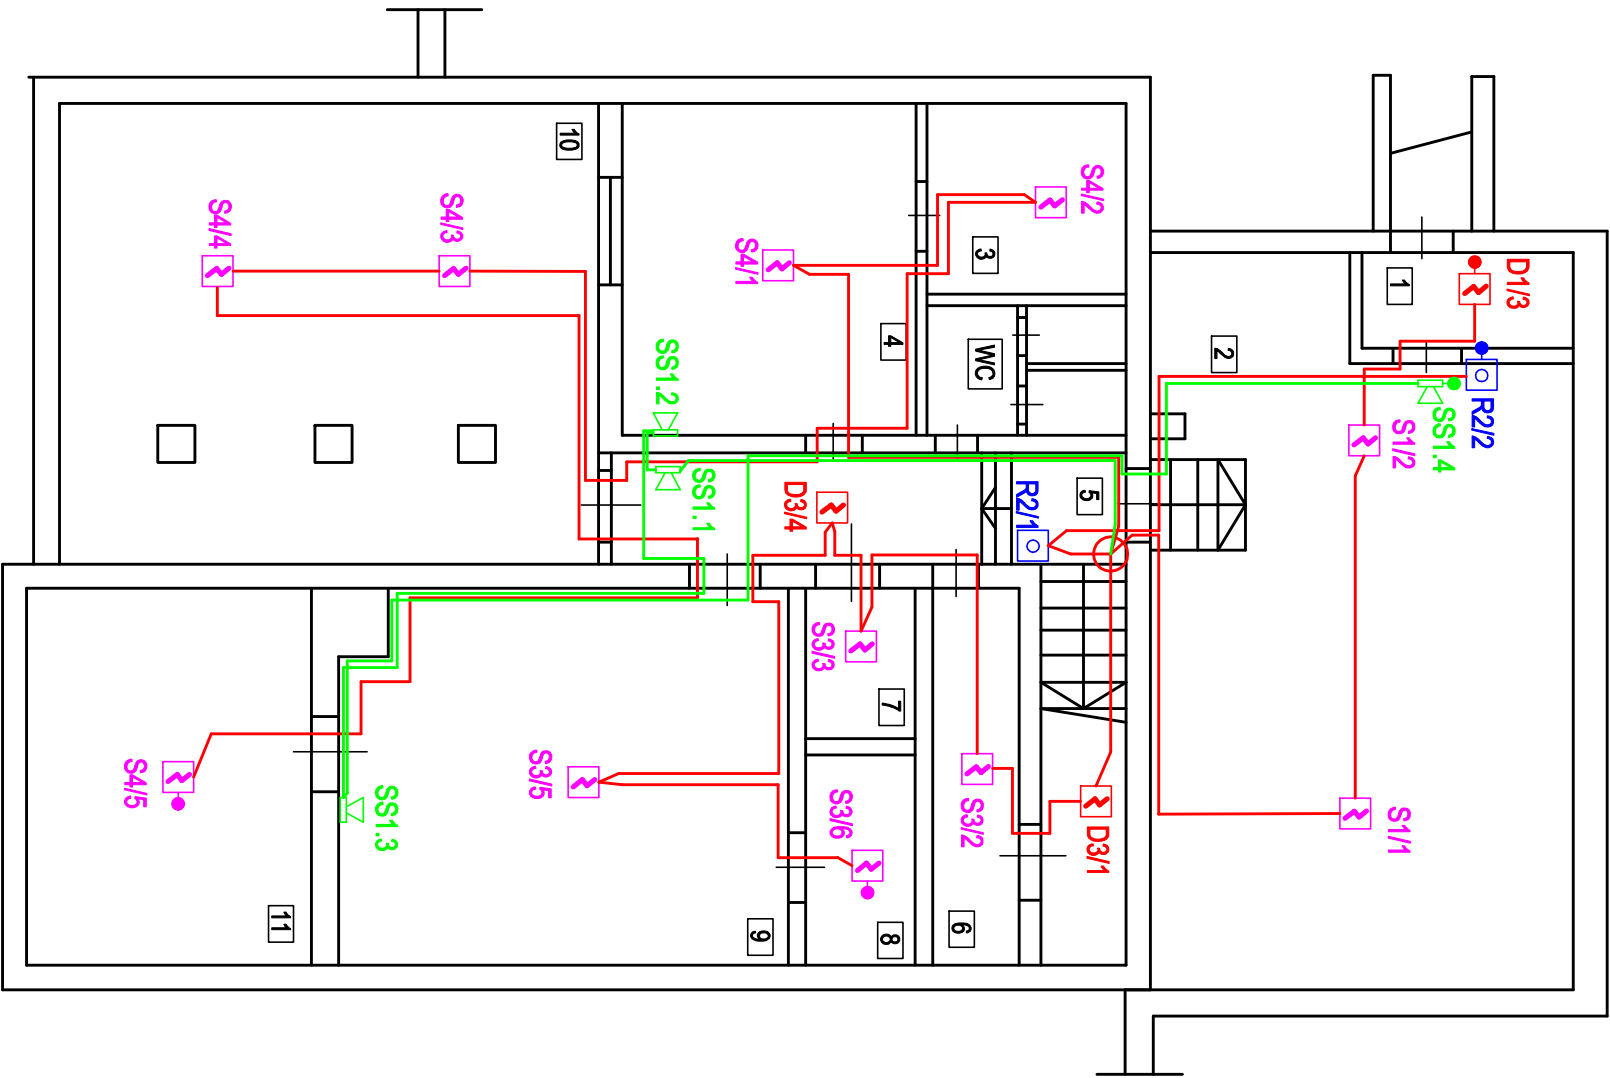 10
S4/2
S4/4
S4/3
S4/1
3
D1/3
1
4
WC
2
SS1.2
R2/2
SS1.4
S1/2
SS1.1
D3/4
R2/1
5
S3/3
7
S4/5
SS1.3
S3/5
S3/6
S3/2
D3/1
S1/1
11
9
8
6